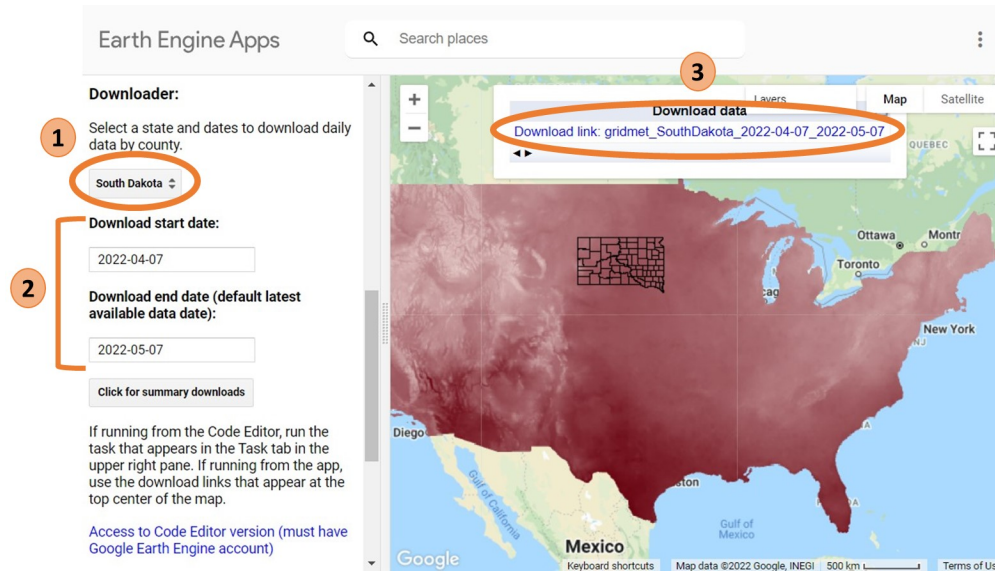 Earth Engine Apps
Search places
Downloader:
1
Select a state and dates to download daily
data by county.
South Dakota
2
Download start date:
2022-04-07
Download end date (default latest
available data date):
2022-05-07
Click for summary downloads
If running from the Code Editor, run the
task that appears in the Task tab in the
upper right pane. If running from the app,
use the download links that appear at the
top center of the map.
Access to Code Editor version (must have
Google Earth Engine account)
3
+
−
Layers
Map
Satellite
Download data
Download link: gridmet_SouthDakota_2022-04-07_2022-05-07
QUEBEC
Ottawa
Montr
Toronto
cag
New York
NJ
Diego
ston
Gulf of
California
Gulf of
Mexico
Mexico
Google
Keyboard shortcuts
Map data ©2022 Google, INEGI
500 km
Terms of Us